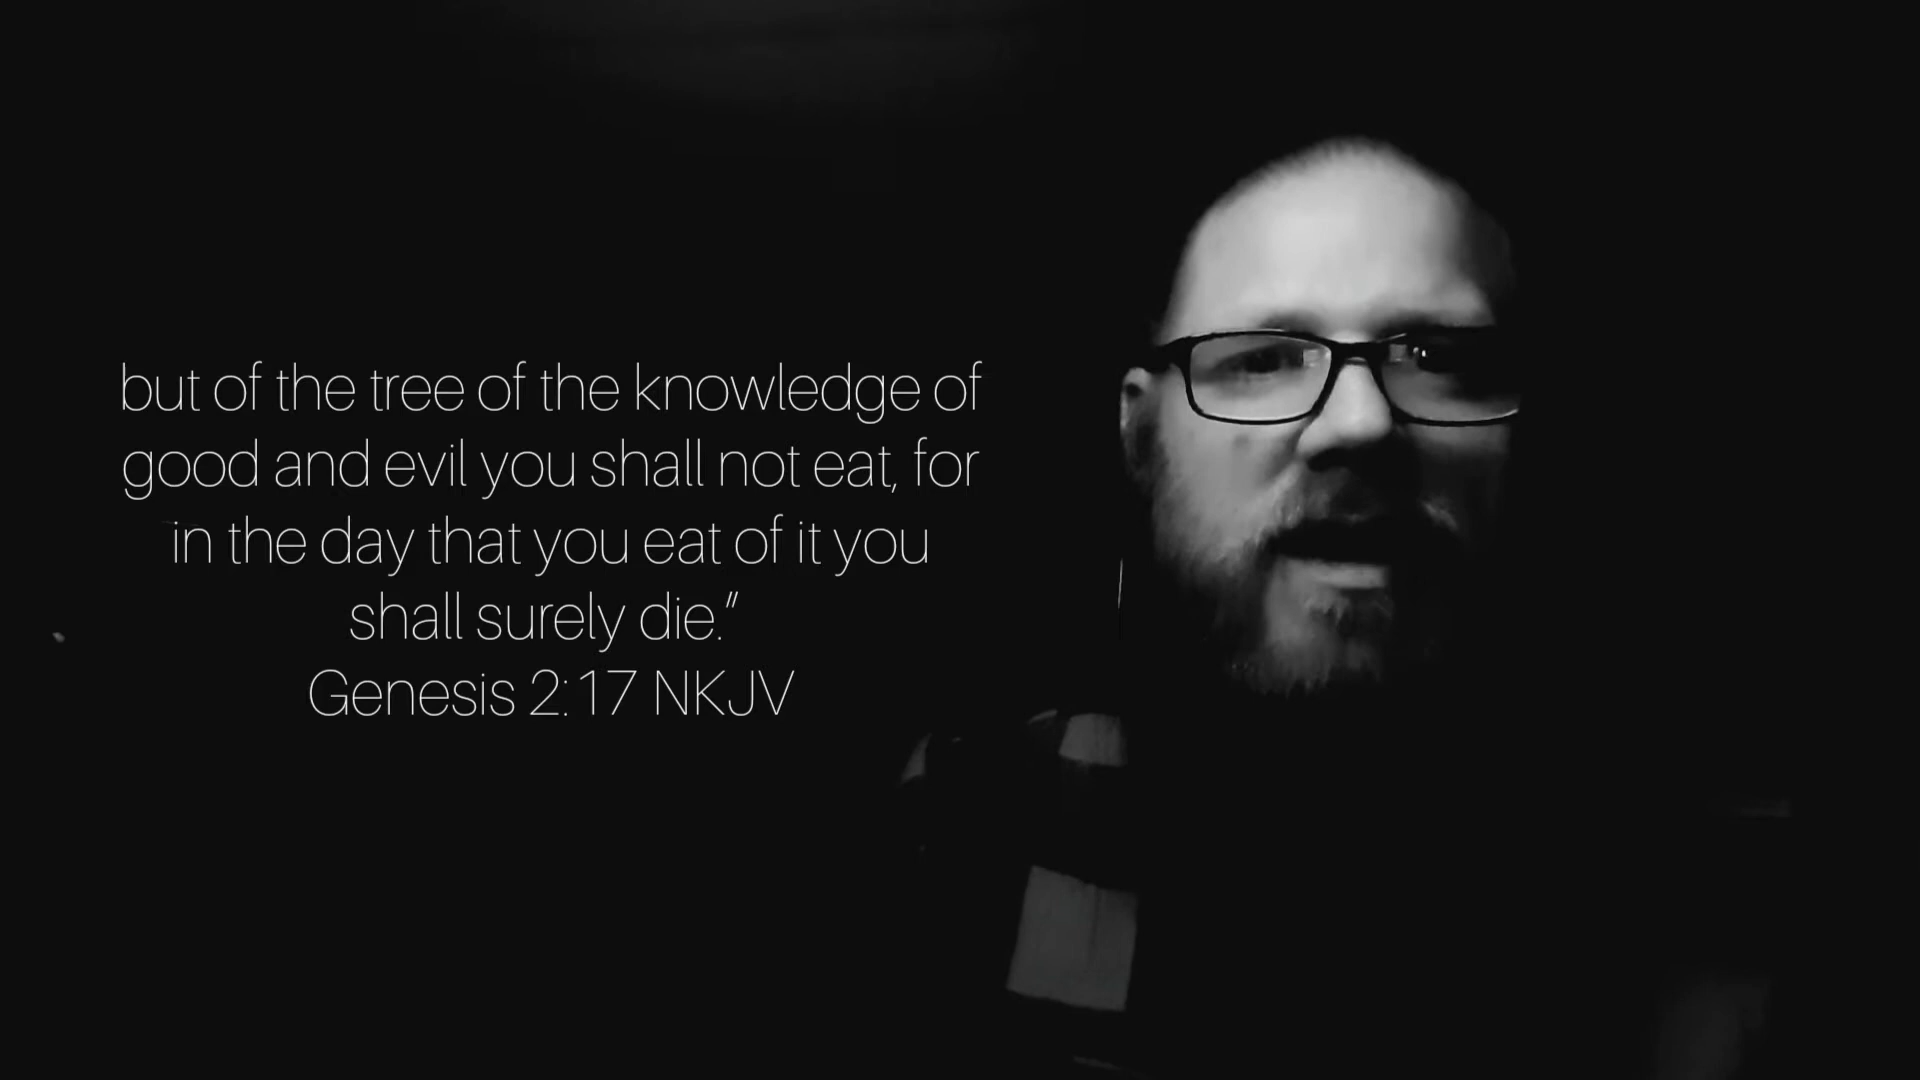 but of the tree of the knowledge of
good and evil you shall not eat, for
in the day that you eat of it you
shall surely die.”
Genesis 2:17 NKJV